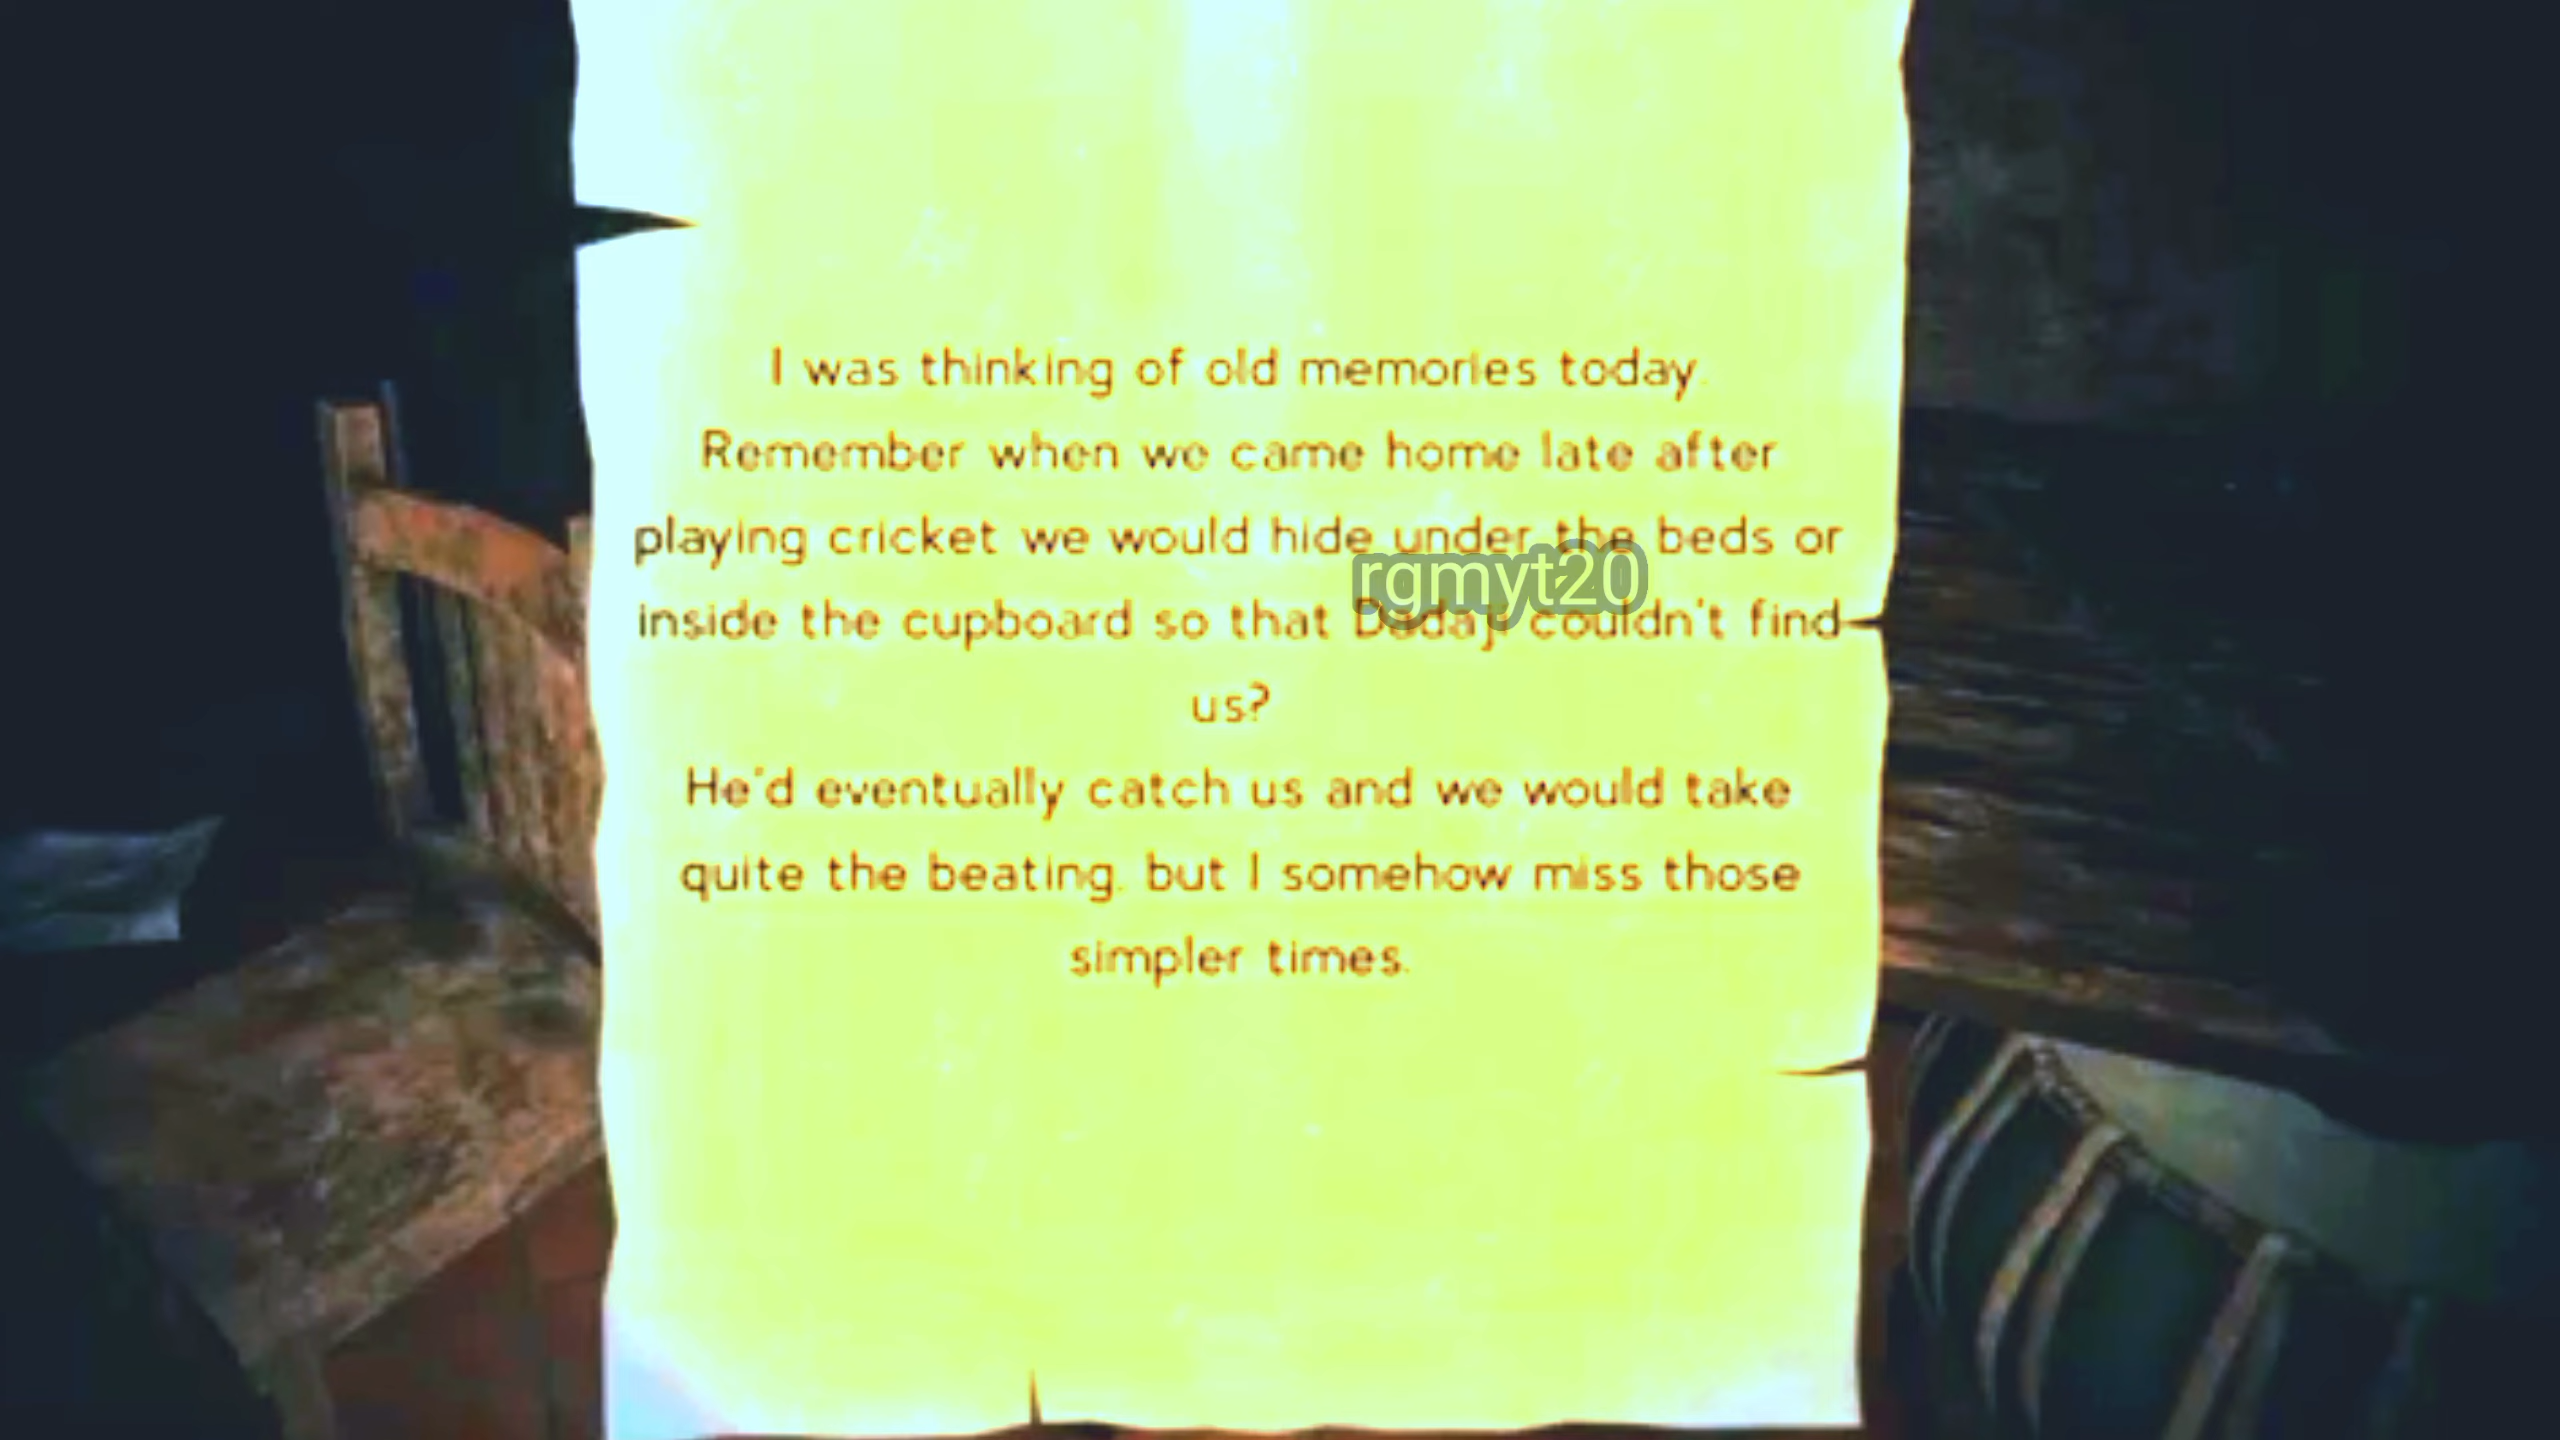 I was thinking of old memories today.
Remember when we came home late after
playing cricket we would hide under the beds or
rgmyt20
inside the cupboard so that Dadaji couldn't find
us?
He'd eventually catch us and we would take
quite the beating. but I somehow miss those
simpler times.